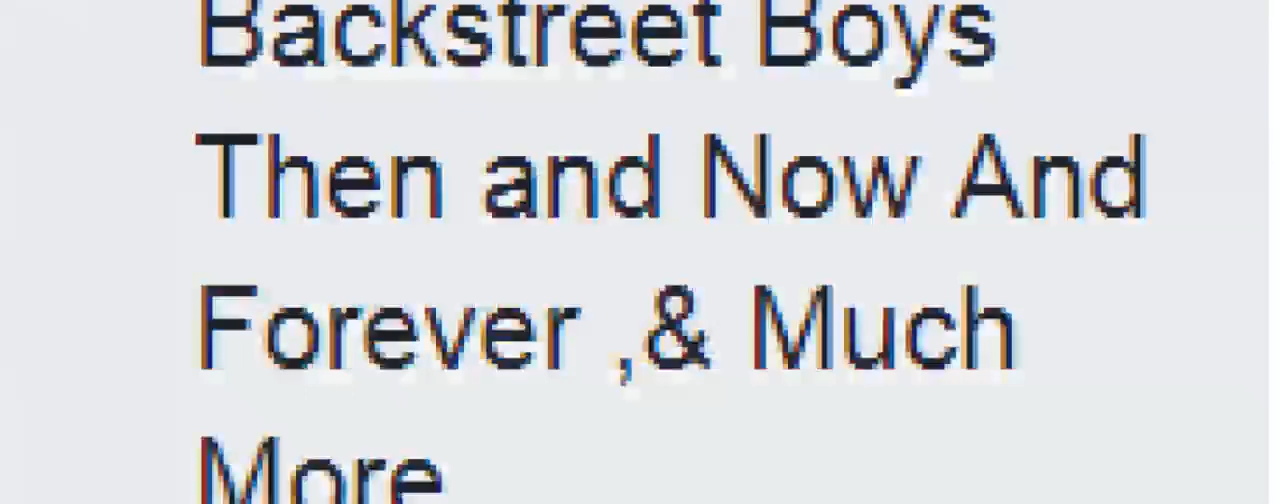 Backstreet Boys
Then and Now And
Forever ,& Much
More